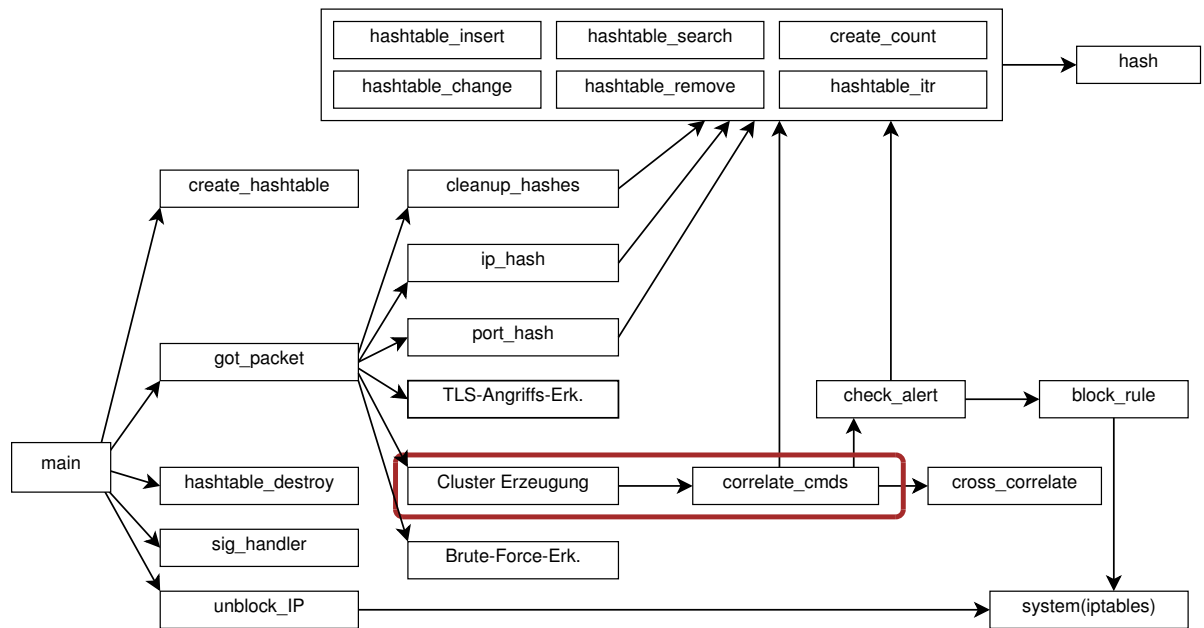 hashtable_insert
hashtable_search
create_count
hash
hashtable_change
hashtable_remove
hashtable_itr
create_hashtable
cleanup_hashes
ip_hash
port_hash
got_packet
TLS-Angriffs-Erk.
check_alert
block_rule
main
hashtable_destroy
Cluster Erzeugung
correlate_cmds
cross_correlate
sig_handler
Brute-Force-Erk.
unblock_IP
system(iptables)